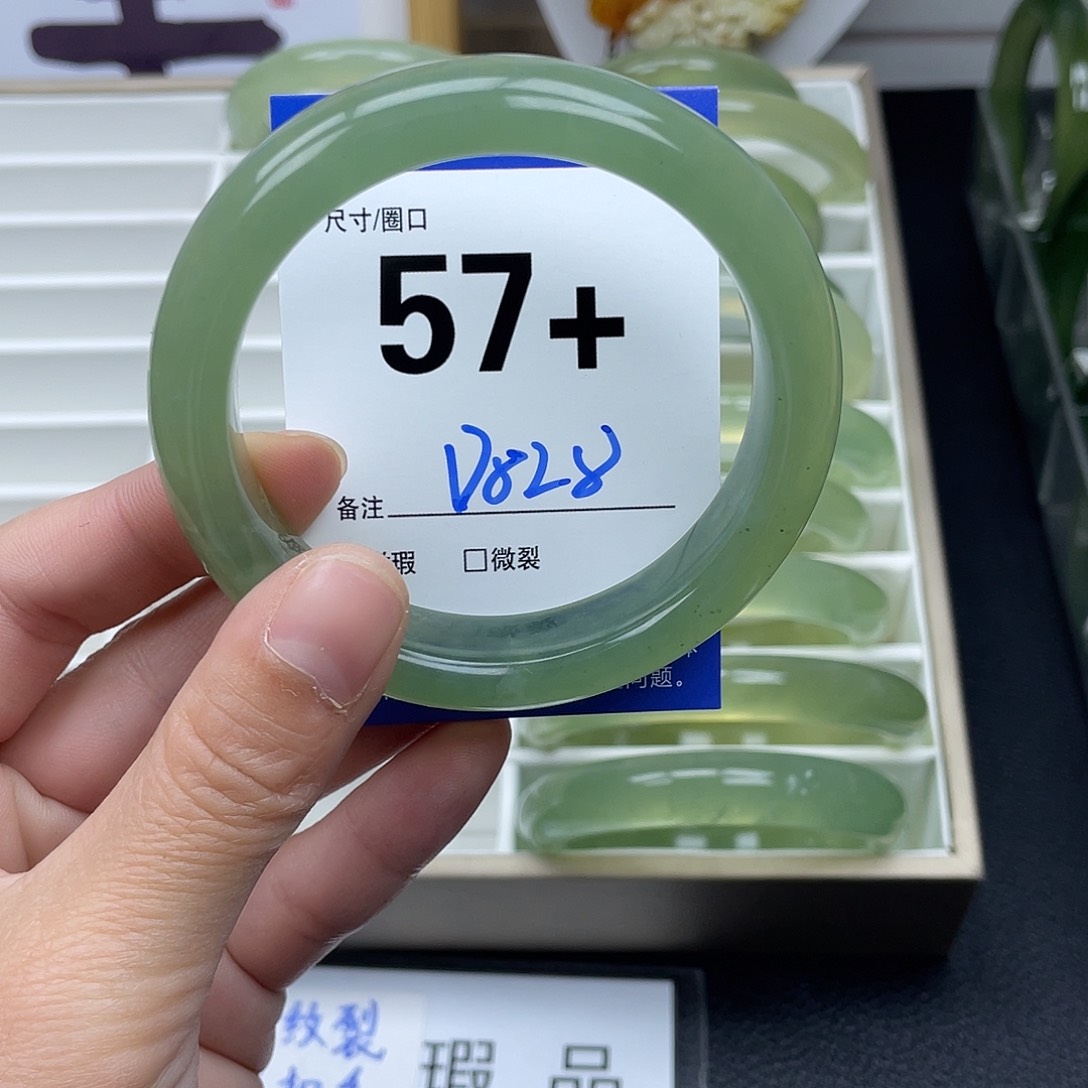 尺寸/圈口
57+
V828
备注
瑕 □微裂
问题。
纹裂
瑕 品